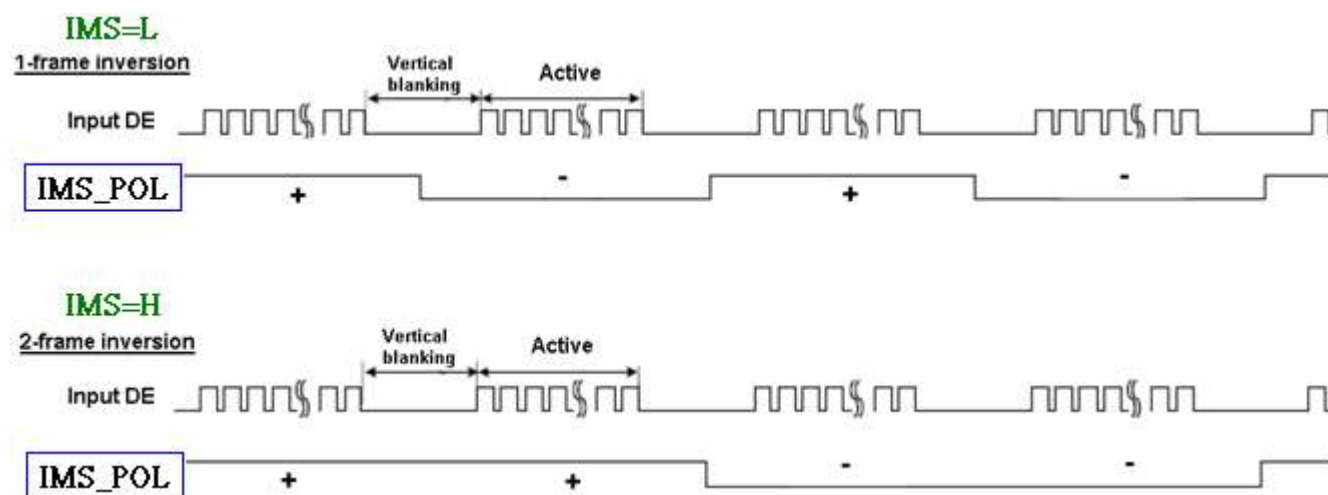 IMS=L
1-frame inversion
Vertical
blanking
Active
Input DE
IMS_POL
+
-
+
-
IMS=H
2-frame inversion
Vertical
blanking
Active
Input DE
IMS_POL
+
+
-
-